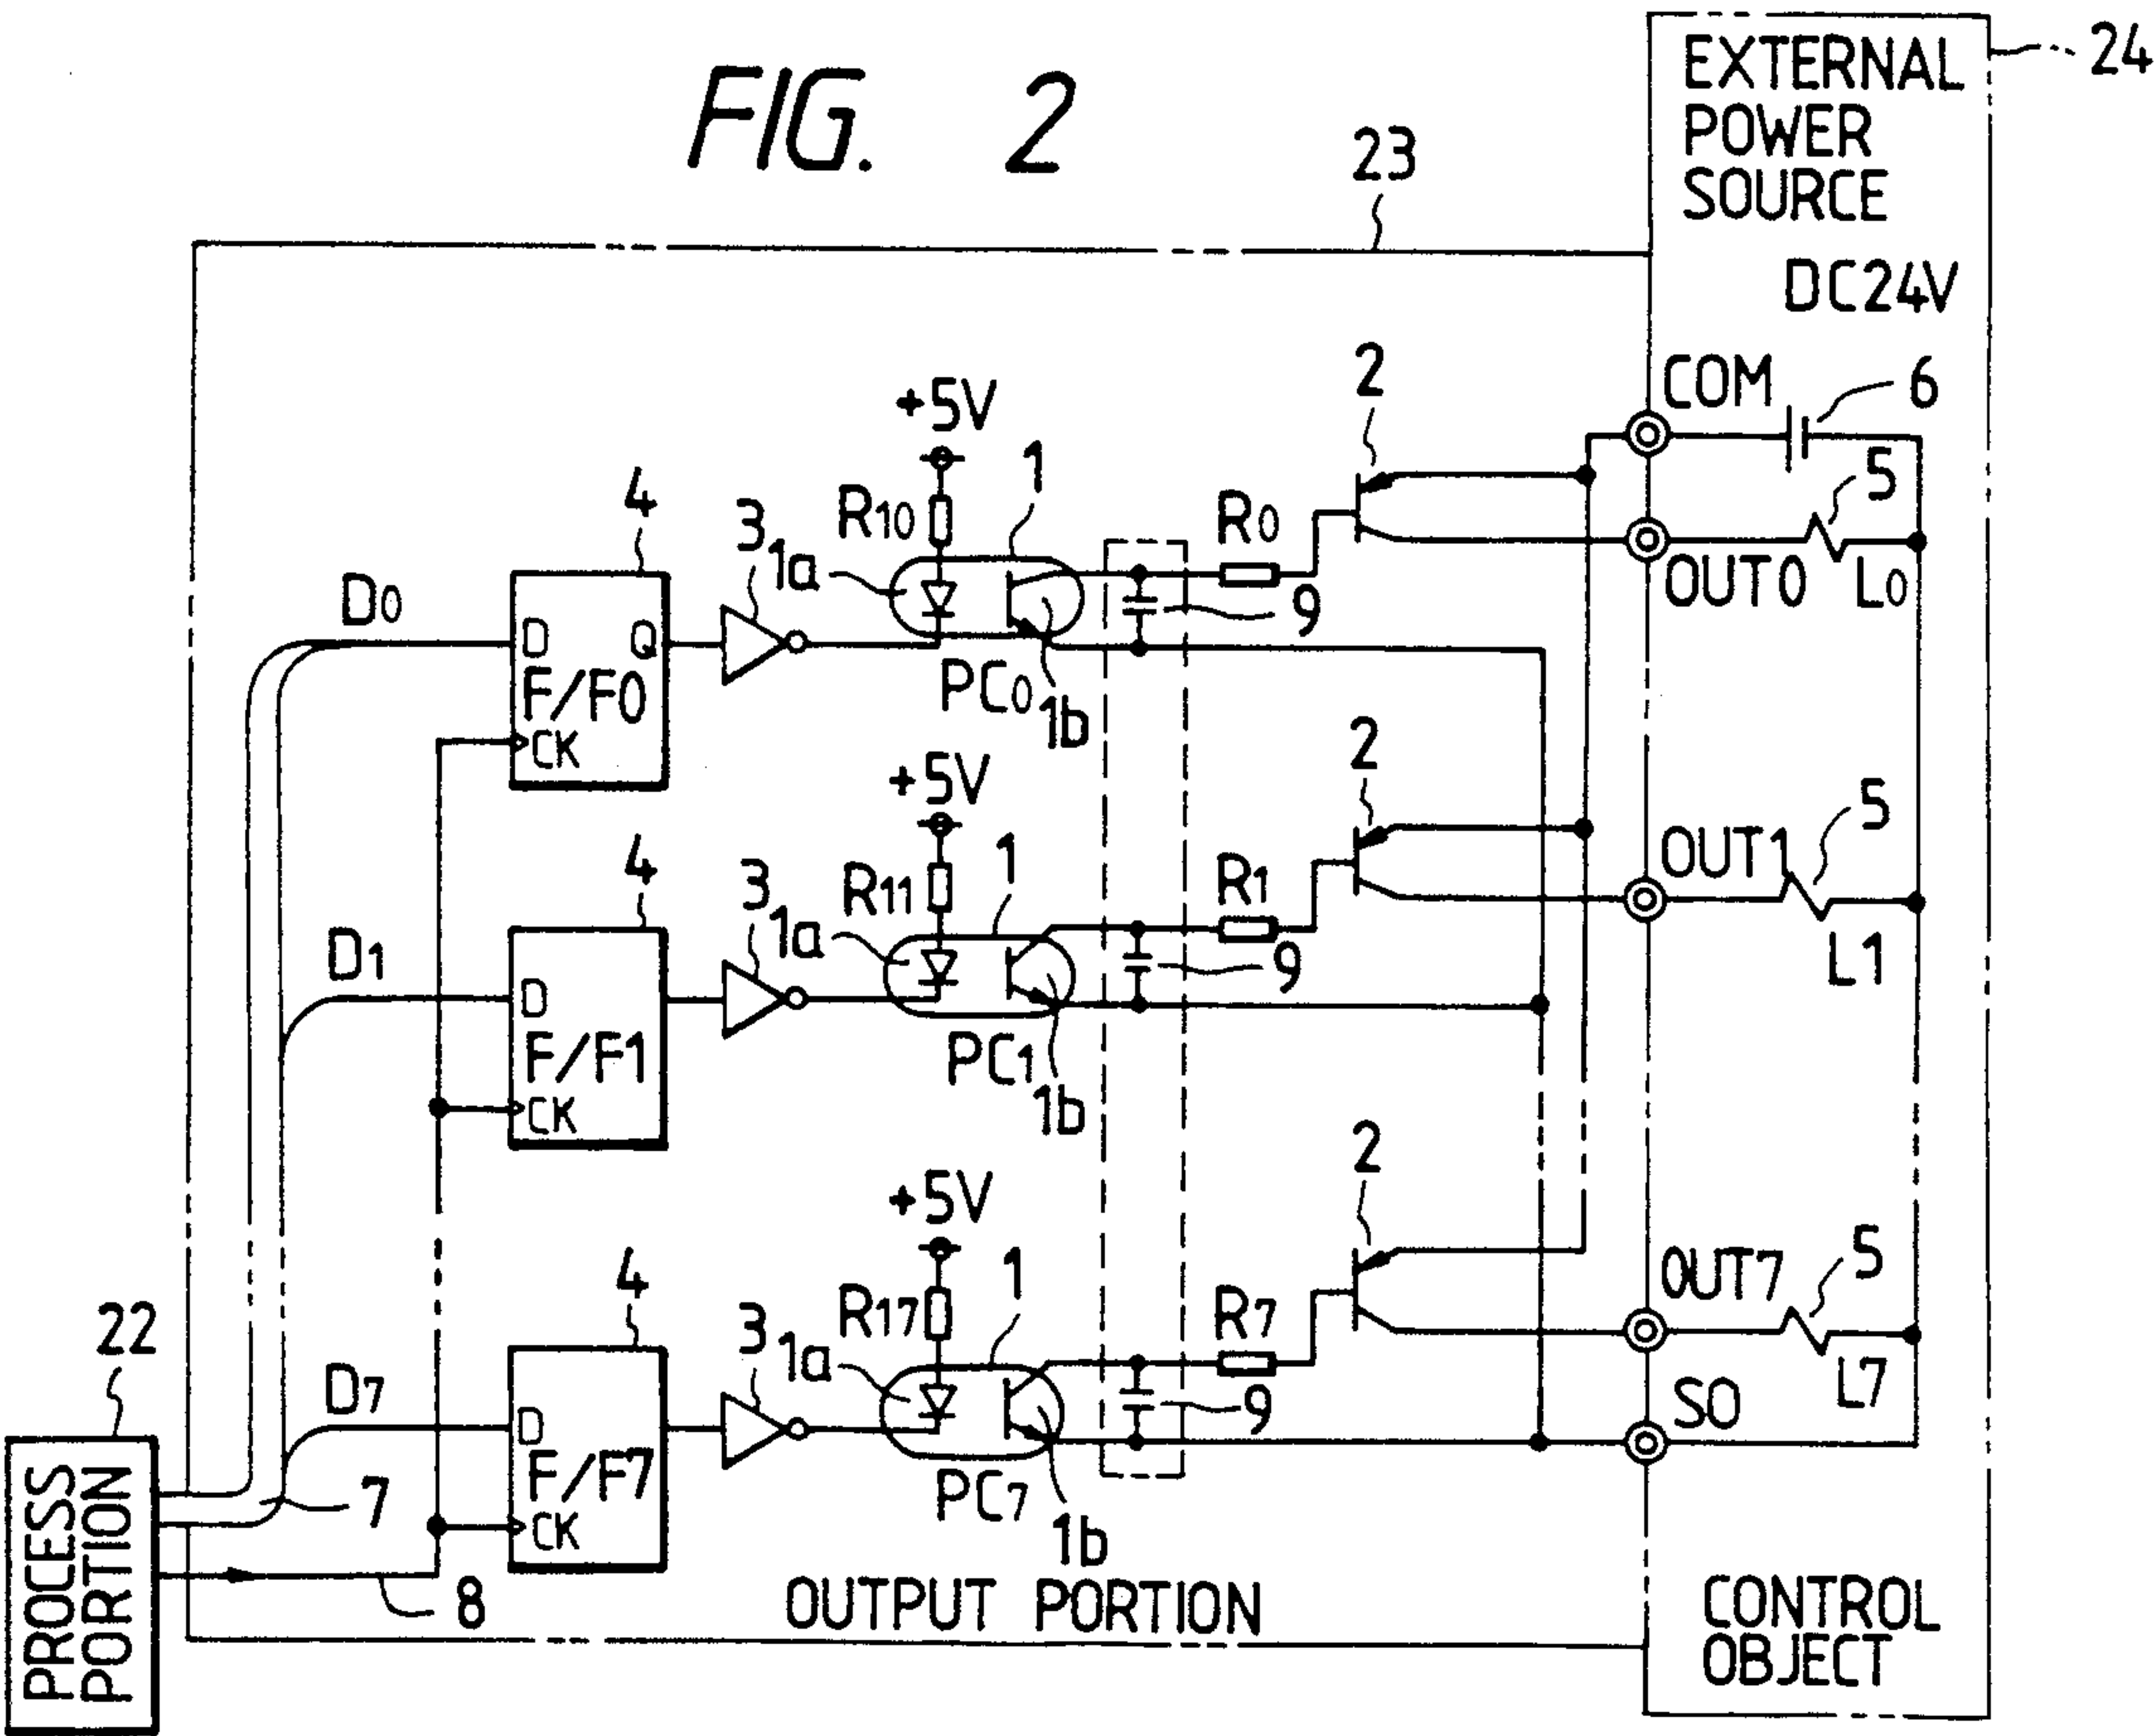 FIG. 2
EXTERNAL
POWER
SOURCE
24
23
DC24V
COM
6
2
+5V
1
5
4
R10
R0
3
1a
OUT0
L0
D0
D
Q
9
F/F0
PC0
1b
CK
2
+5V
5
4
1
OUT1
3
R11
R1
1a
D1
D
9
L1
F/F1
PC1
1b
CK
2
+5V
5
4
1
OUT7
22
3
R17
R7
1a
D7
D
9
SO
L7
F/F7
PC7
7
CK
1b
PROCESS
PORTION
8
OUTPUT PORTION
CONTROL
OBJECT